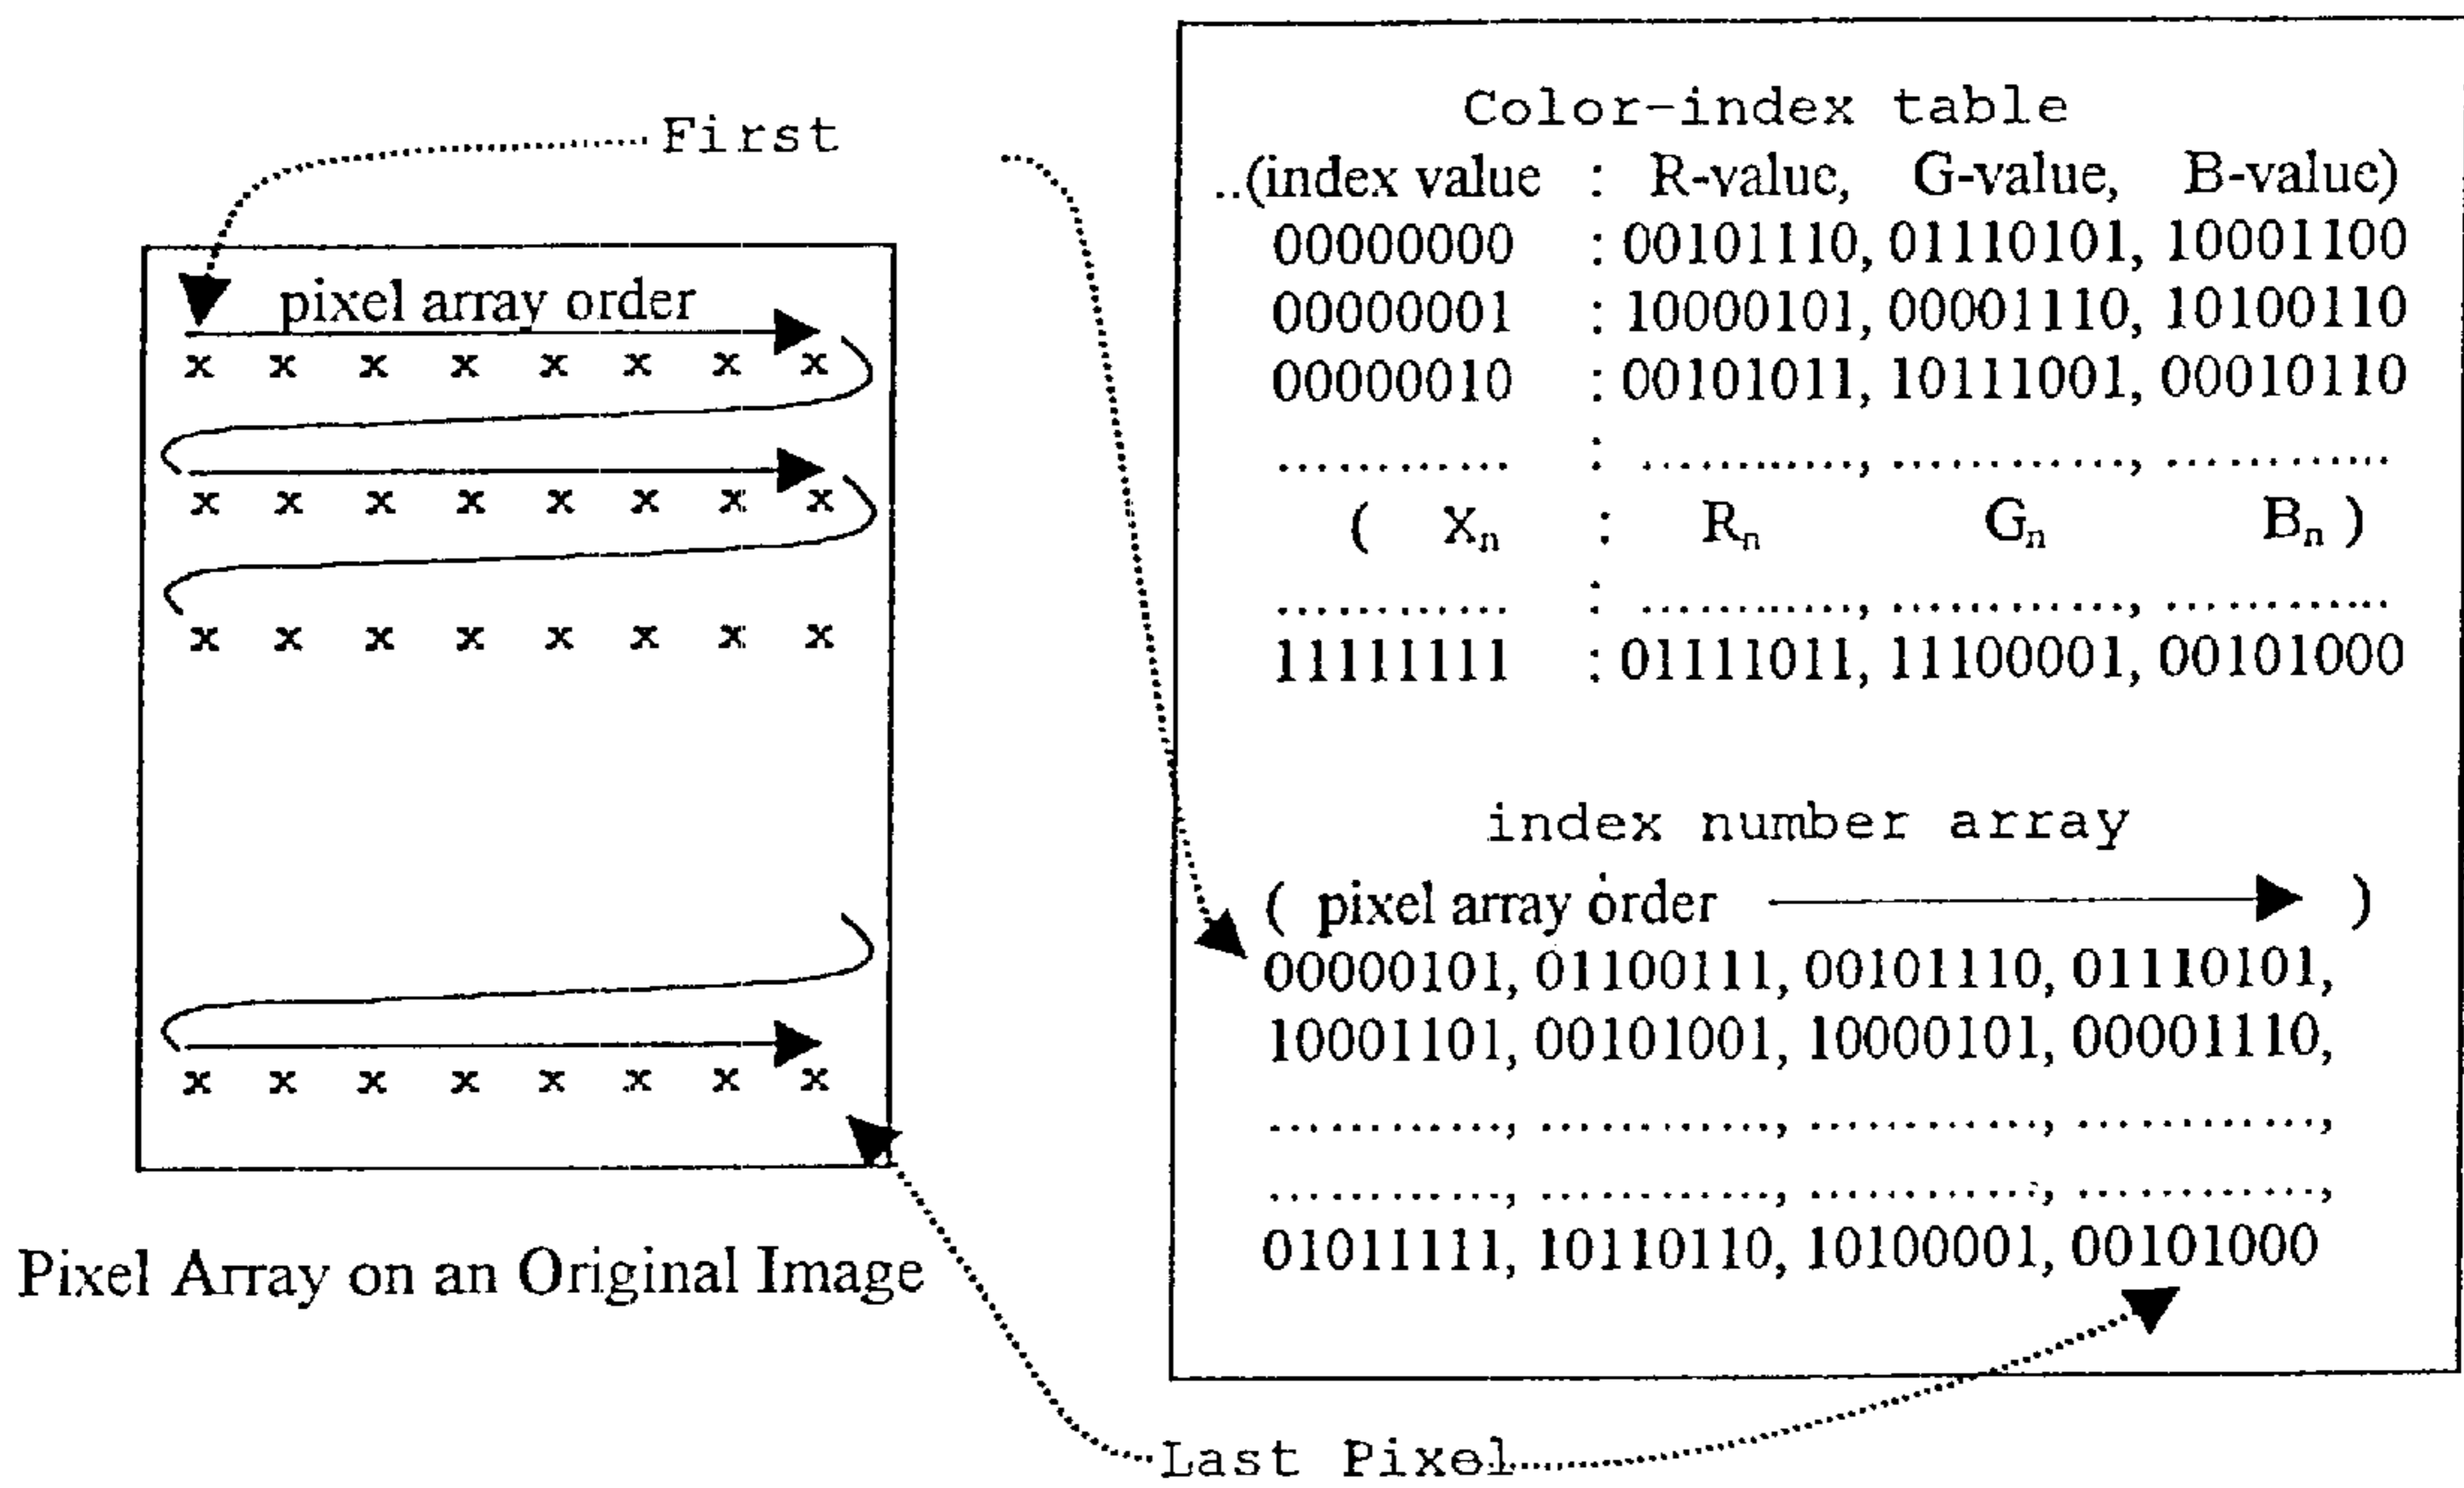 First
pixel array order
x x x x x x x x
x x x x x x x x
x x x x x x x x
x x x x x x x x
Pixel Array on an Original Image
Color-index table
..(index value : R-value, G-value, B-value)
00000000 : 00101110, 01110101, 10001100
00000001 : 10000101, 00001110, 10100110
00000010 : 00101011, 10111001, 00010110
............ : ............, ............, ............
( Xn : Rn Gn Bn )
............ : ............, ............, ............
11111111 : 01111011, 11100001, 00101000
index number array
( pixel array order )
00000101, 01100111, 00101110, 01110101,
10001101, 00101001, 10000101, 00001110,
............, ............, ............, ............,
............, ............, ............, ............,
01011111, 10110110, 10100001, 00101000
Last Pixel